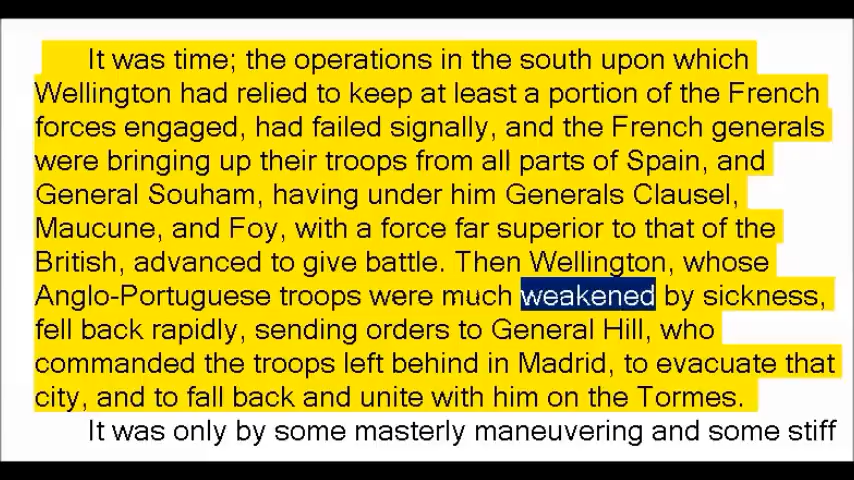 It was time; the operations in the south upon which
Wellington had relied to keep at least a portion of the French
forces engaged, had failed signally, and the French generals
were bringing up their troops from all parts of Spain, and
General Souham, having under him Generals Clausel,
Maucune, and Foy, with a force far superior to that of the
British, advanced to give battle. Then Wellington, whose
Anglo-Portuguese troops were much weakened by sickness,
fell back rapidly, sending orders to General Hill, who
commanded the troops left behind in Madrid, to evacuate that
city, and to fall back and unite with him on the Tormes.
It was only by some masterly maneuvering and some stiff